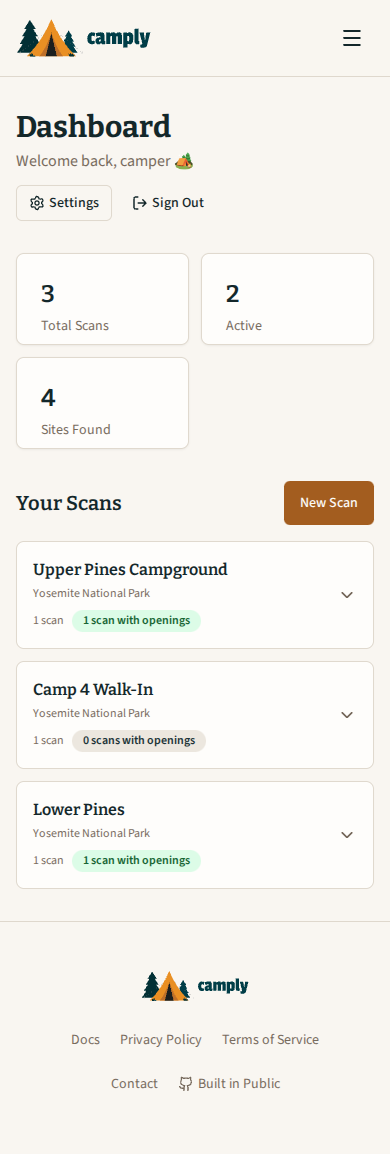 camply
Dashboard
Welcome back, camper 🏕️
Settings
Sign Out
3
Total Scans
2
Active
4
Sites Found
Your Scans
New Scan
Upper Pines Campground
Yosemite National Park
1 scan
1 scan with openings
Camp 4 Walk-In
Yosemite National Park
1 scan
0 scans with openings
Lower Pines
Yosemite National Park
1 scan
1 scan with openings
camply
Docs
Privacy Policy
Terms of Service
Contact
Built in Public